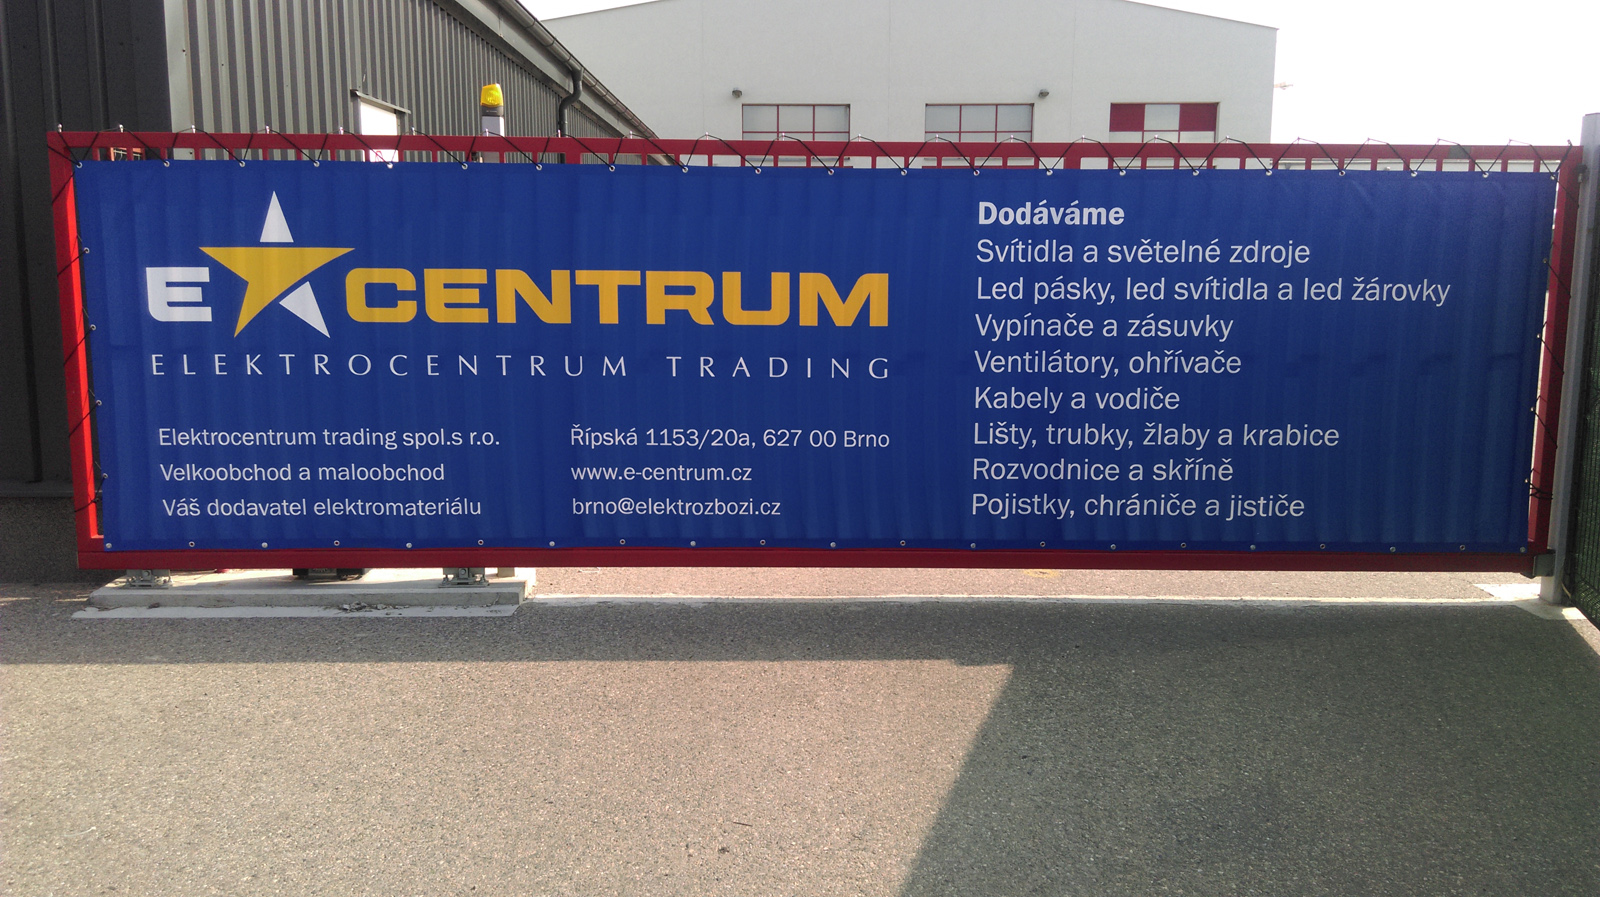 E CENTRUM
ELEKTROCENTRUM TRADING
Elektrocentrum trading spol.s r.o.
Velkoobchod a maloobchod
Váš dodavatel elektromateriálu
Řípská 1153/20a, 627 00 Brno
www.e-centrum.cz
brno@elektrozbozi.cz
Dodáváme
Svítidla a světelné zdroje
Led pásky, led svítidla a led žárovky
Vypínače a zásuvky
Ventilátory, ohřívače
Kabely a vodiče
Lišty, trubky, žlaby a krabice
Rozvodnice a skříně
Pojistky, chrániče a jističe